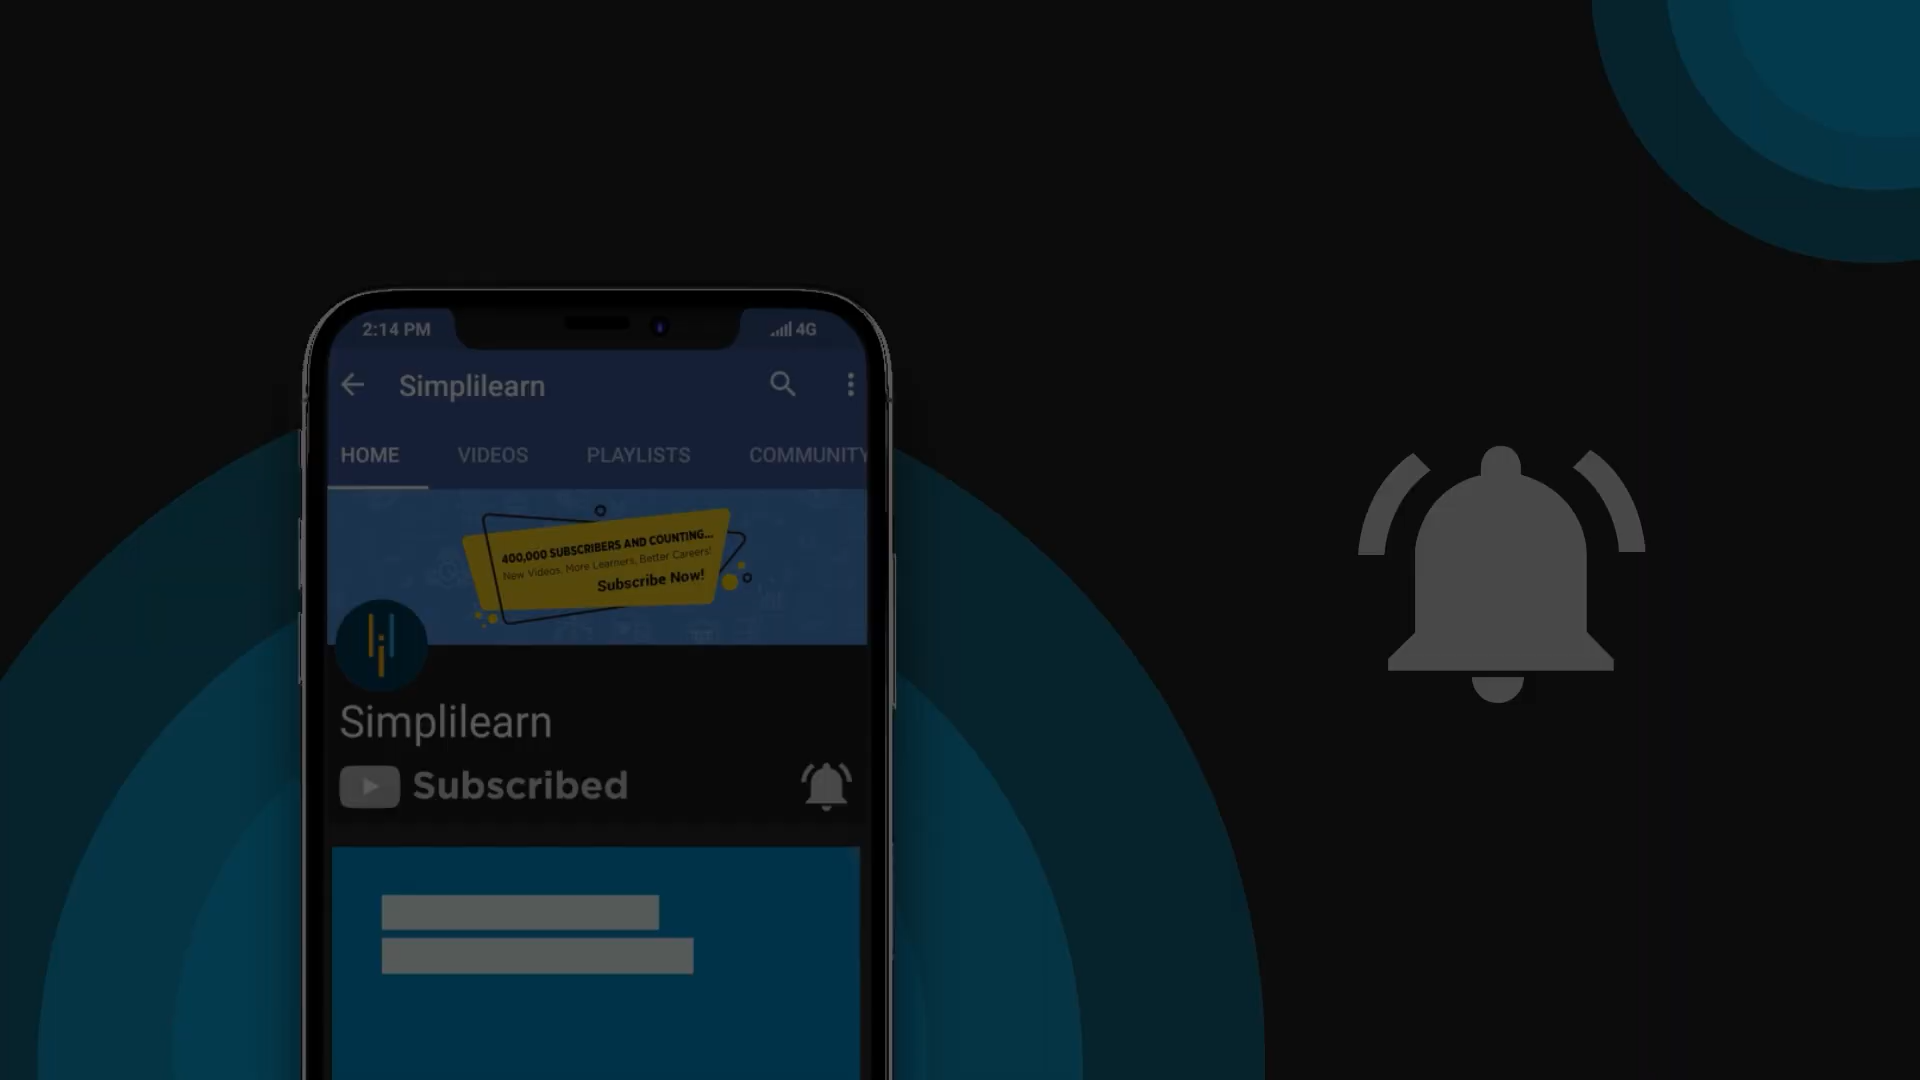 2:14 PM
4G
Simplilearn
HOME VIDEOS PLAYLISTS COMMUNITY
400,000 SUBSCRIBERS AND COUNTING...
New Videos, More Learners, Better Careers!
Subscribe Now!
Simplilearn
Subscribed